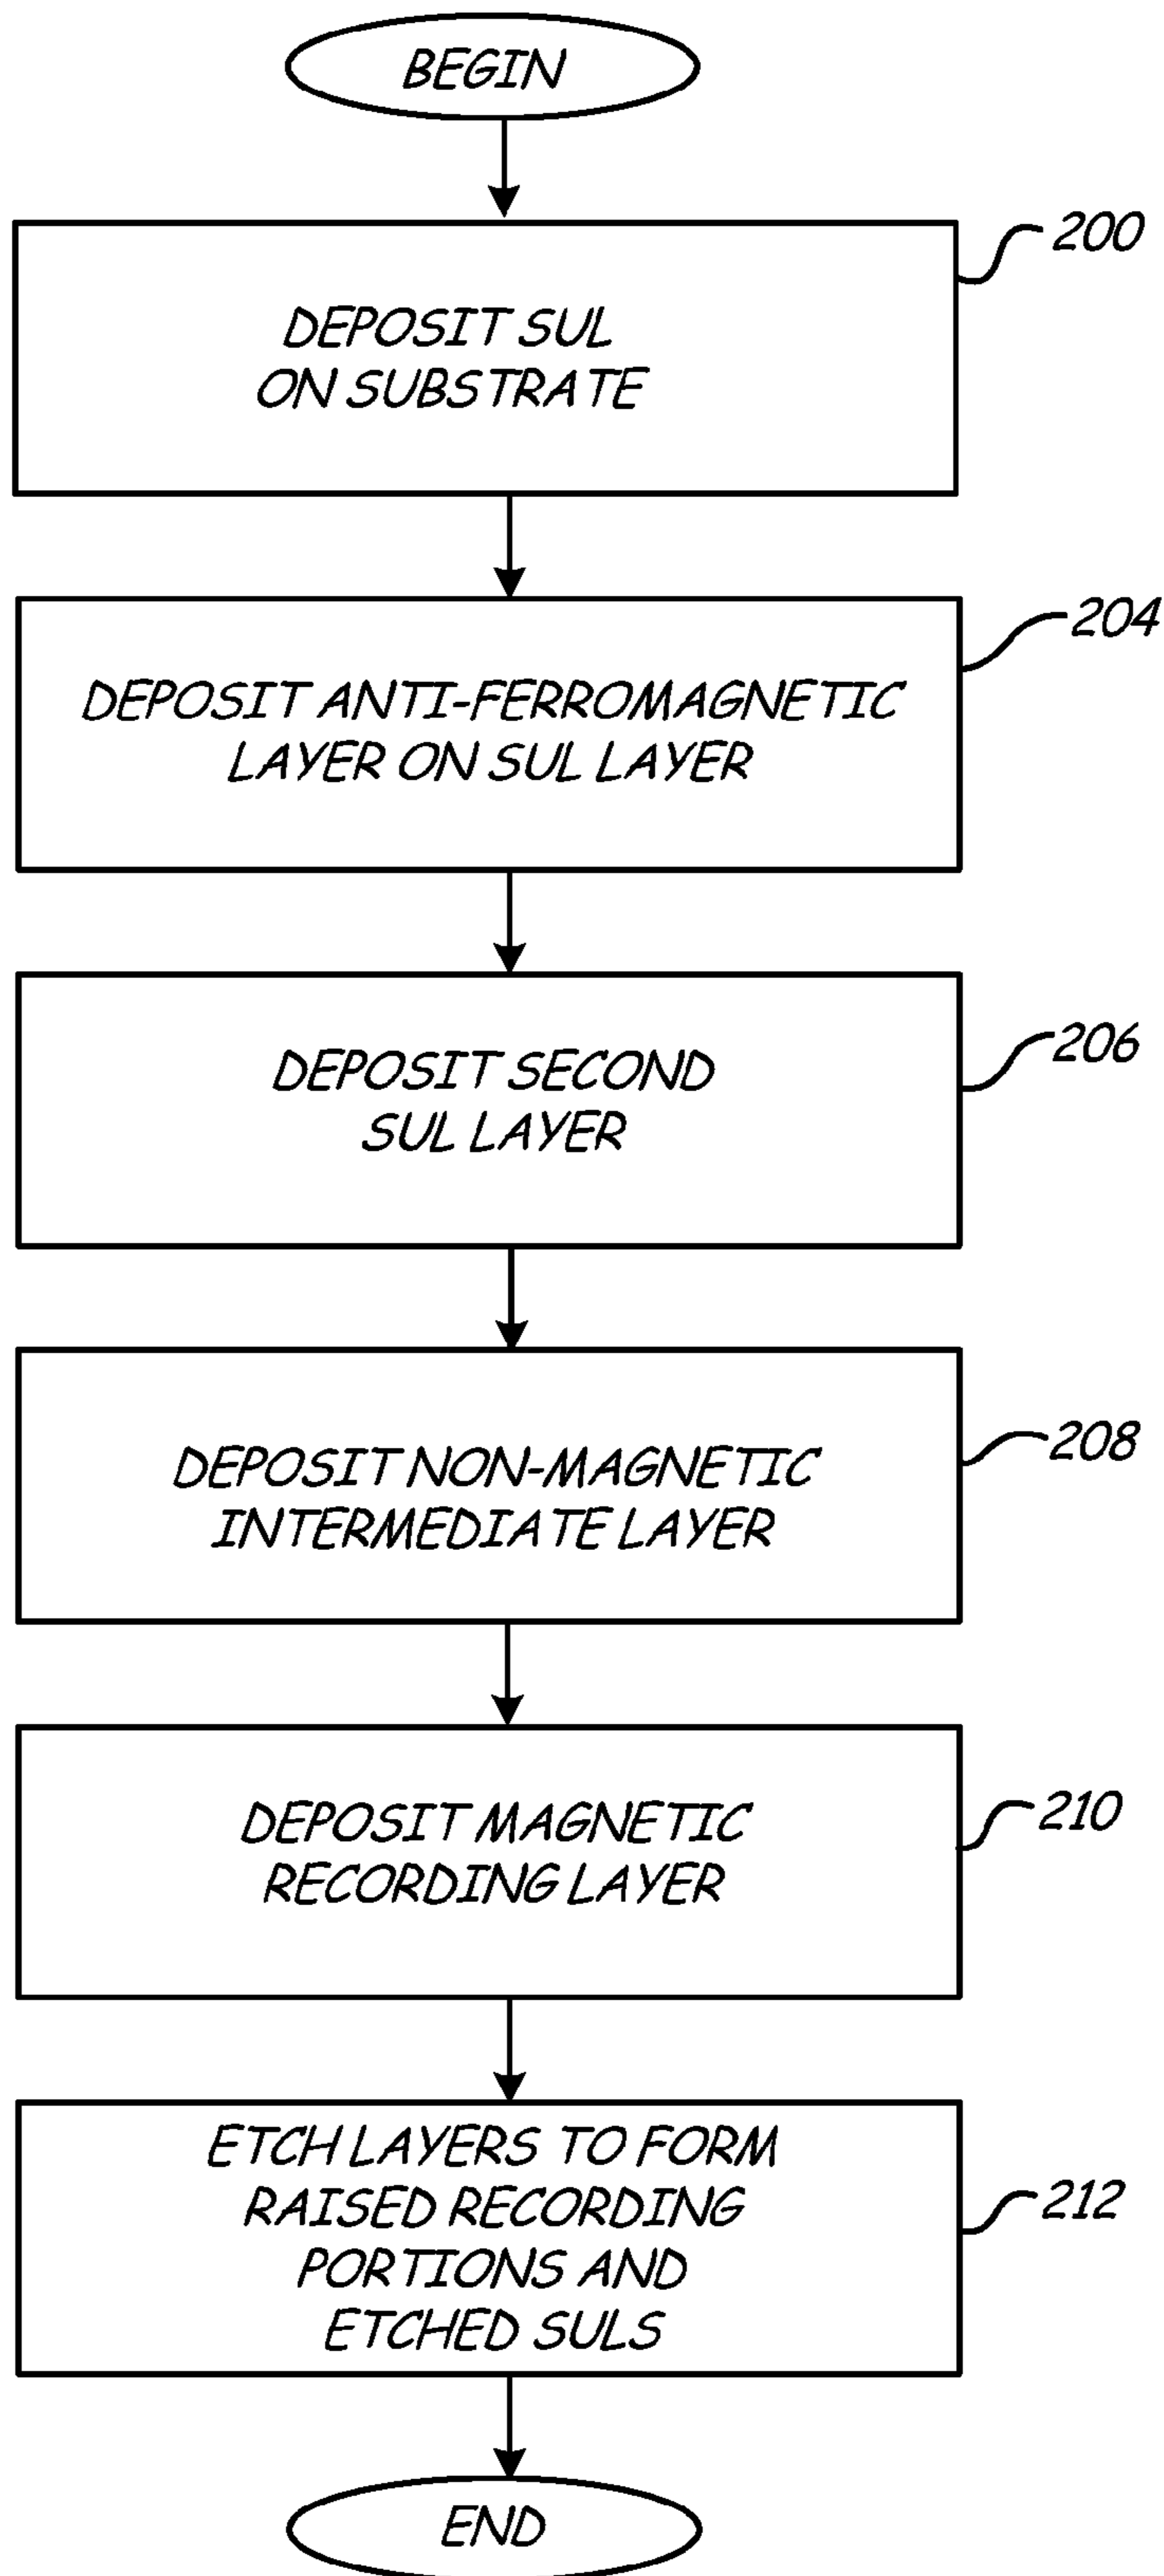 BEGIN
200
DEPOSIT SUL
ON SUBSTRATE
204
DEPOSIT ANTI-FERROMAGNETIC
LAYER ON SUL LAYER
206
DEPOSIT SECOND
SUL LAYER
208
DEPOSIT NON-MAGNETIC
INTERMEDIATE LAYER
210
DEPOSIT MAGNETIC
RECORDING LAYER
212
ETCH LAYERS TO FORM
RAISED RECORDING
PORTIONS AND
ETCHED SULS
END